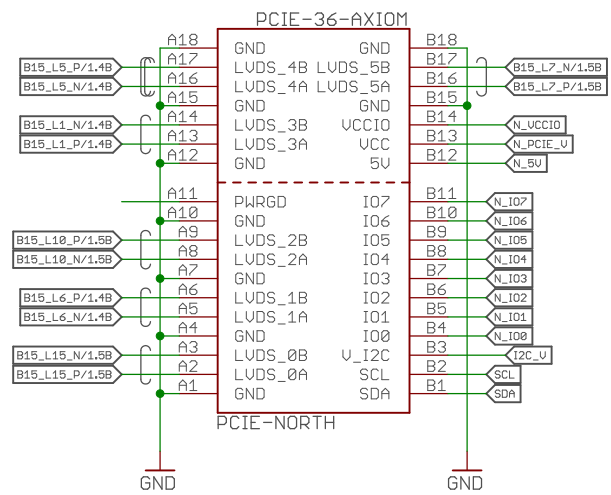 PCIE-36-AXIOM
A18 GND GND B18
B15_L5_P/1.4B A17 LVDS_4B LVDS_5B B17 B15_L7_N/1.5B
B15_L5_N/1.4B A16 LVDS_4A LVDS_5A B16 B15_L7_P/1.5B
A15 GND GND B15
B15_L1_N/1.4B A14 LVDS_3B VCCIO B14 N_VCCIO
B15_L1_P/1.4B A13 LVDS_3A VCC B13 N_PCIE_V
A12 GND 5V B12 N_5V
A11 PWRGD IO7 B11 N_IO7
A10 GND IO6 B10 N_IO6
B15_L10_P/1.5B A9 LVDS_2B IO5 B9 N_IO5
B15_L10_N/1.5B A8 LVDS_2A IO4 B8 N_IO4
A7 GND IO3 B7 N_IO3
B15_L6_P/1.4B A6 LVDS_1B IO2 B6 N_IO2
B15_L6_N/1.4B A5 LVDS_1A IO1 B5 N_IO1
A4 GND IO0 B4 N_IO0
B15_L15_N/1.5B A3 LVDS_0B V_I2C B3 I2C_V
B15_L15_P/1.5B A2 LVDS_0A SCL B2 SCL
A1 GND SDA B1 SDA
PCIE-NORTH
GND GND